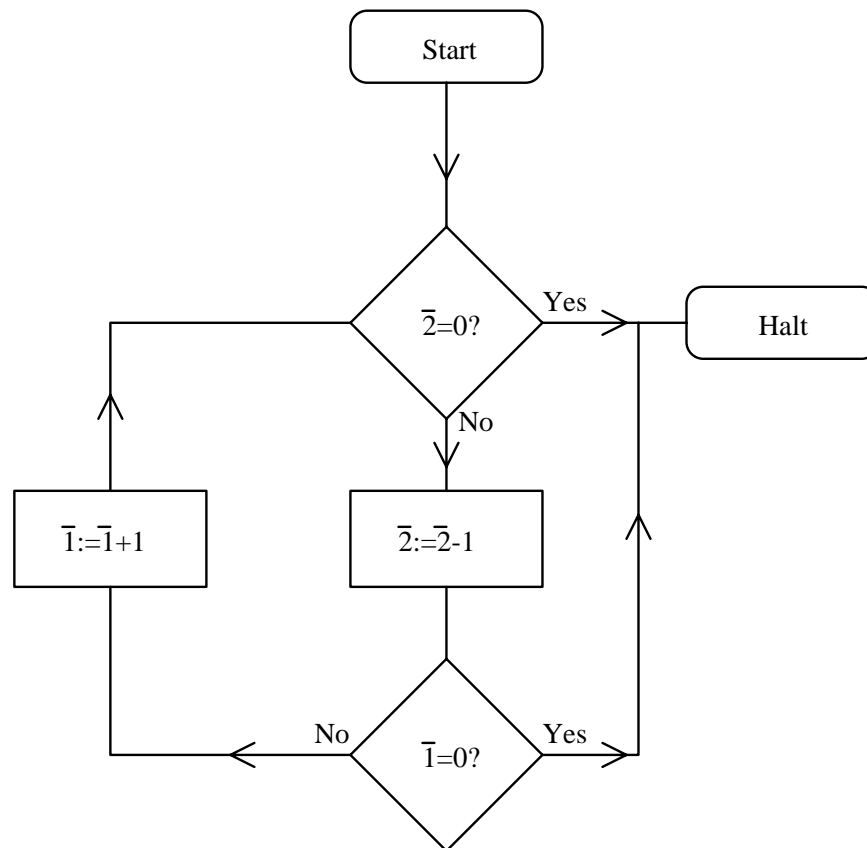 Start
2̅=0?
Yes
Halt
No
1̅:=1̅+1
2̅:=2̅-1
No
1̅=0?
Yes